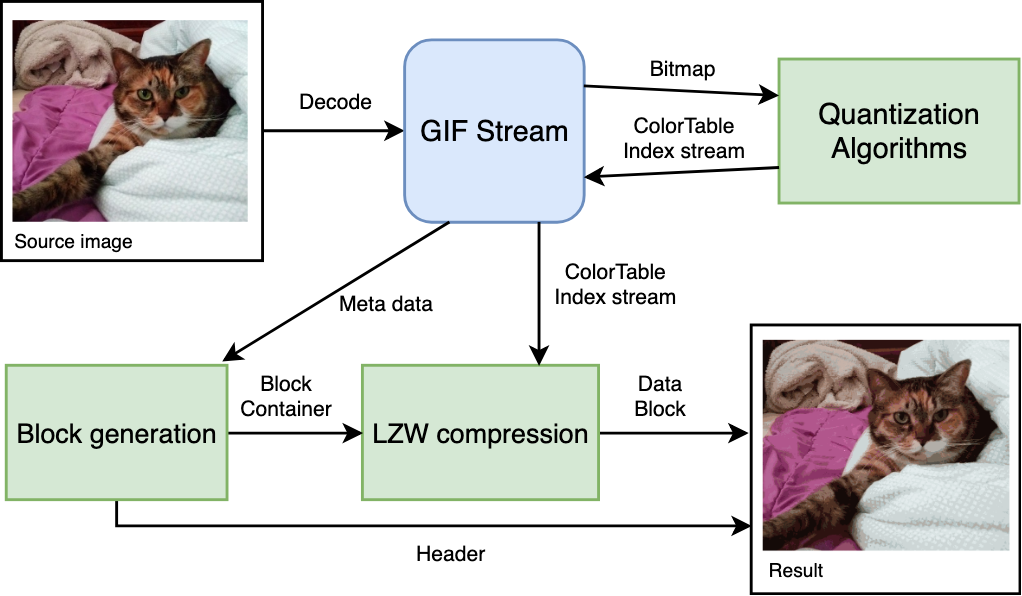 Decode
GIF Stream
Bitmap
ColorTable
Index stream
Quantization
Algorithms
Source image
Meta data
ColorTable
Index stream
Block generation
Block
Container
LZW compression
Data
Block
Header
Result